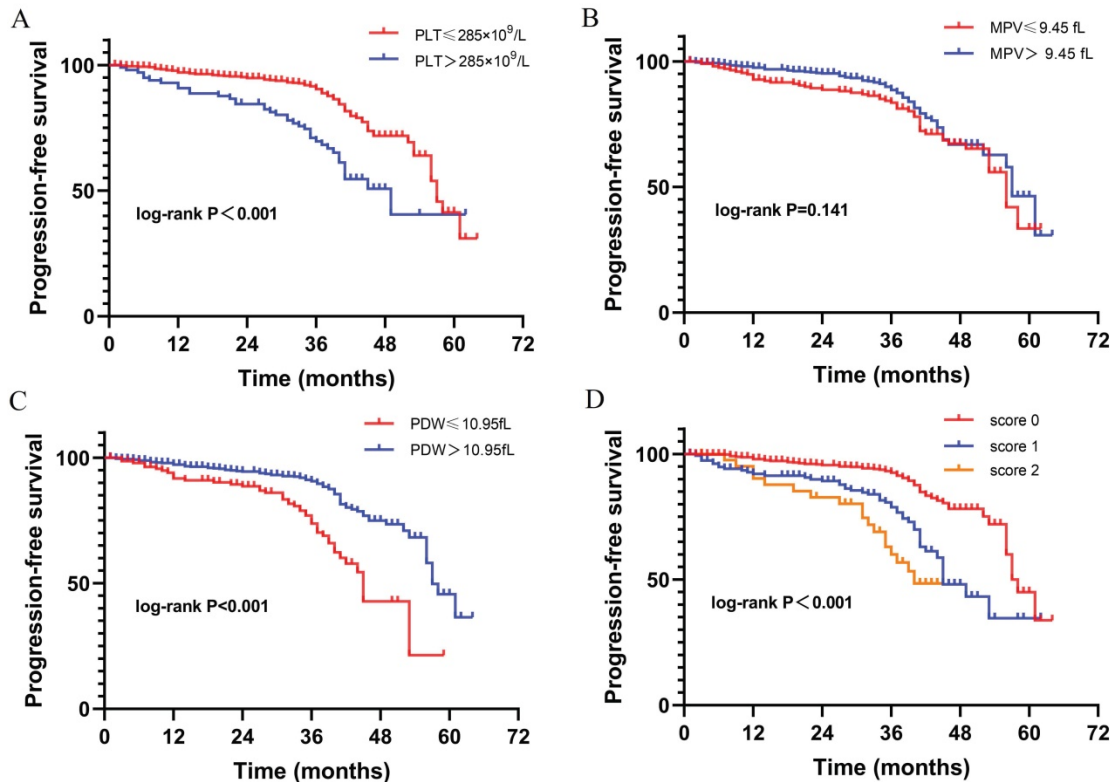 A
PLT≤285×10⁹/L
PLT＞285×10⁹/L
Progression-free survival
100
50
0
log-rank P＜0.001
0 12 24 36 48 60 72
Time (months)
B
MPV≤9.45 fL
MPV＞ 9.45 fL
Progression-free survival
100
50
0
log-rank P=0.141
0 12 24 36 48 60 72
Time (months)
C
PDW≤10.95fL
PDW＞10.95fL
Progression-free survival
100
50
0
log-rank P<0.001
0 12 24 36 48 60 72
Time (months)
D
score 0
score 1
score 2
Progression-free survival
100
50
0
log-rank P＜0.001
0 12 24 36 48 60 72
Time (months)